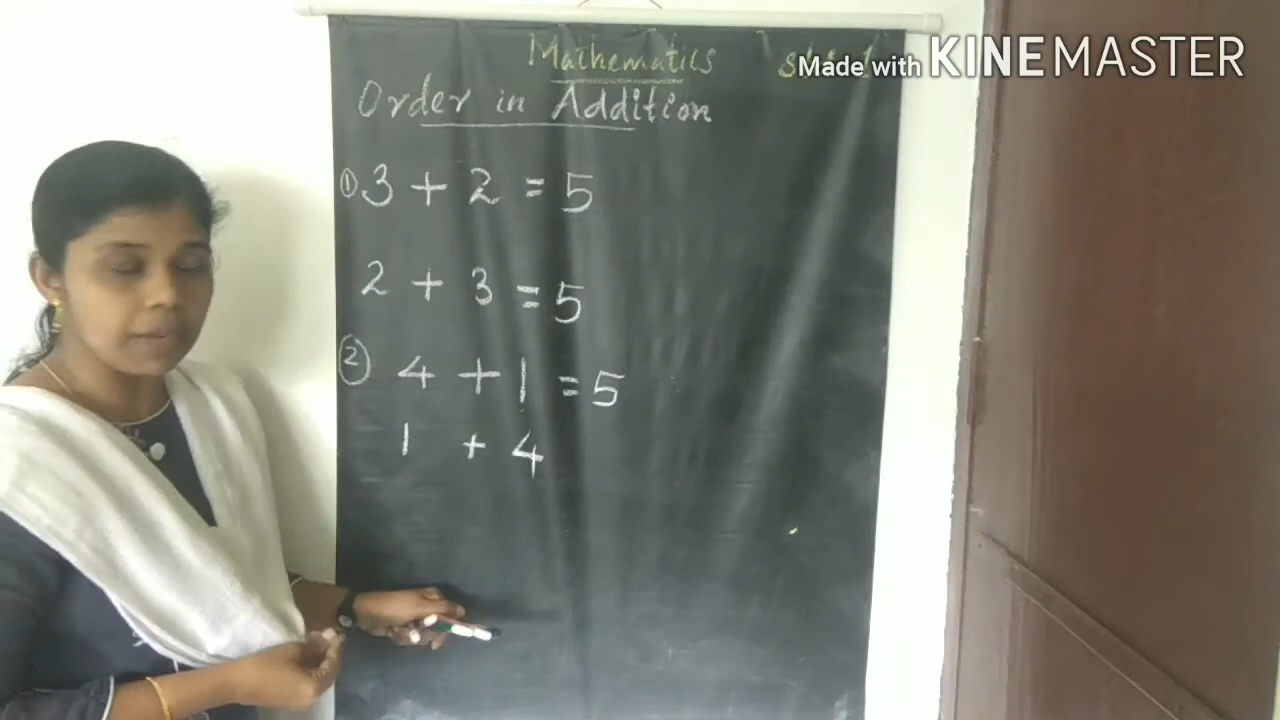 Mathematics
Made with KINEMASTER
Order in Addition
① 3 + 2 = 5
2 + 3 = 5
② 4 + 1 = 5
1 + 4